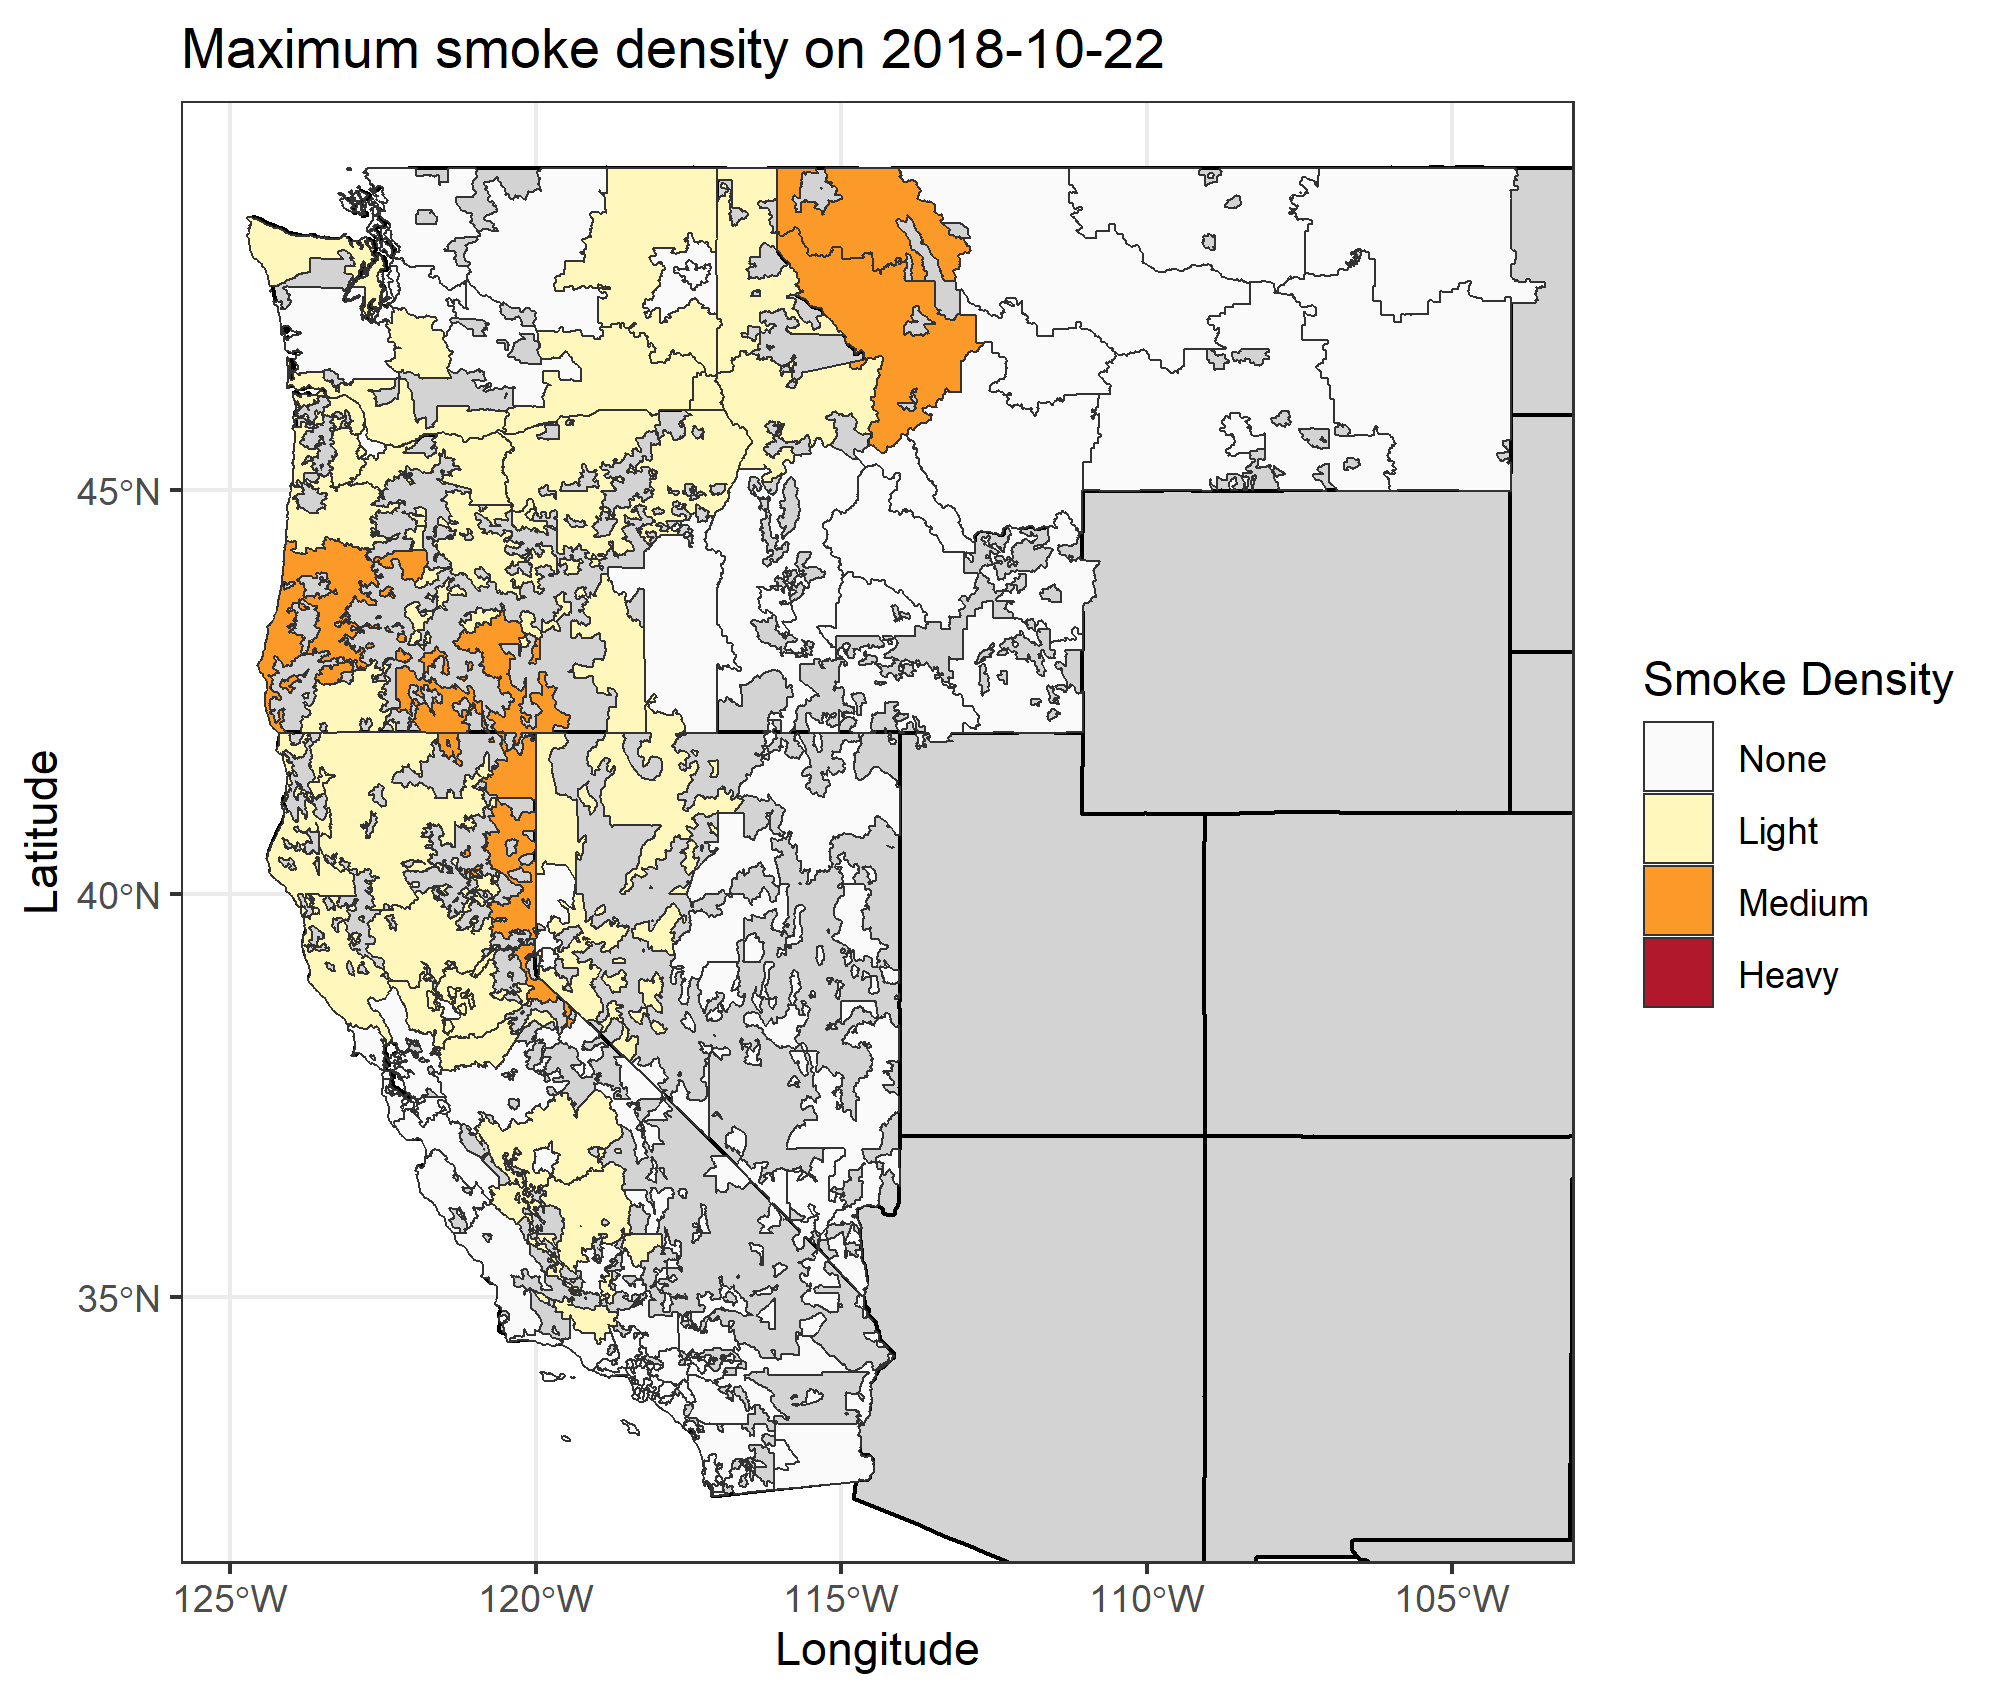 Maximum smoke density on 2018-10-22
45°N
40°N
35°N
Latitude
125°W 120°W 115°W 110°W 105°W
Longitude
Smoke Density
None
Light
Medium
Heavy